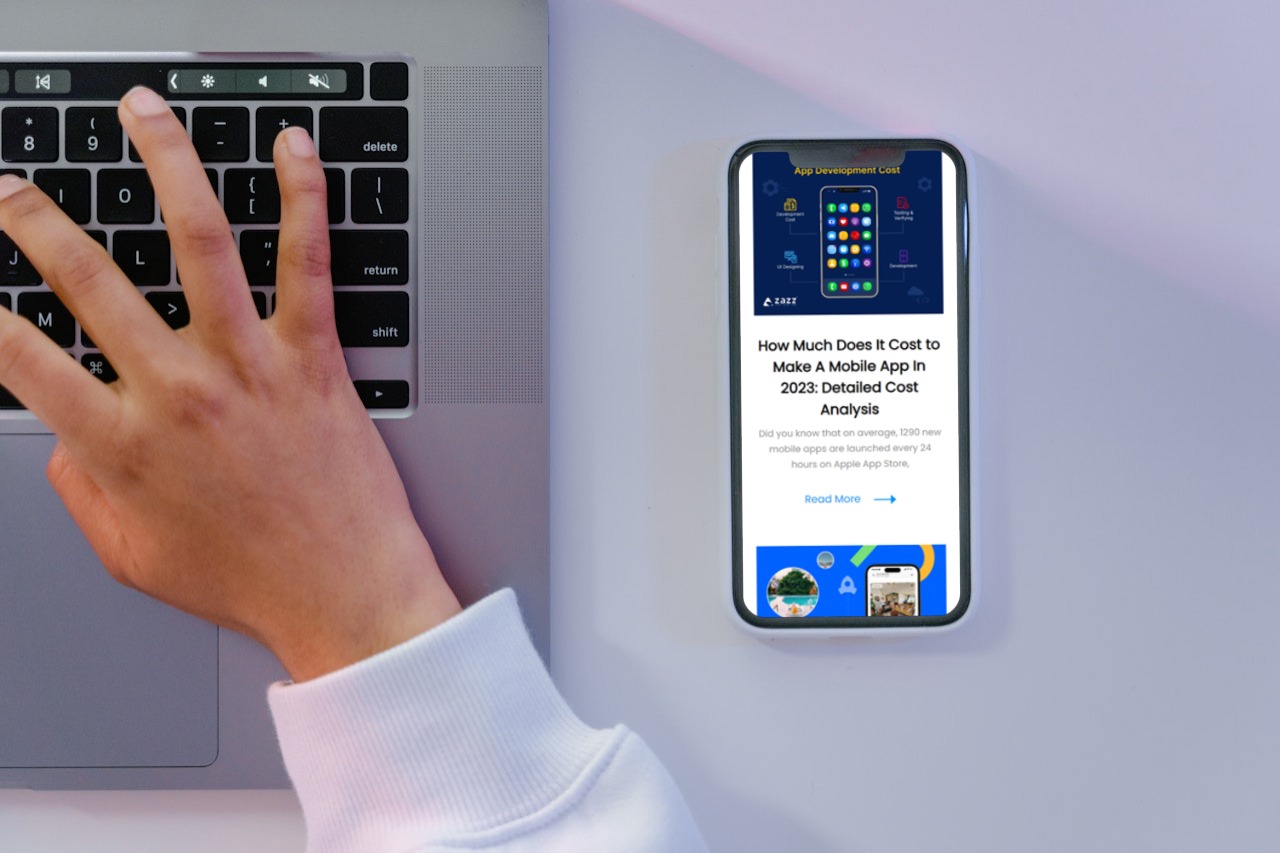 * (
8 9 — - + delete
I O { [ | \
J L " ; return
M > shift
⌘
App Development Cost
Development Cost
Testing & Verifying
UI Designing
Development
zazz
How Much Does It Cost to
Make A Mobile App In
2023: Detailed Cost
Analysis
Did you know that on average, 1290 new
mobile apps are launched every 24
hours on Apple App Store,
Read More